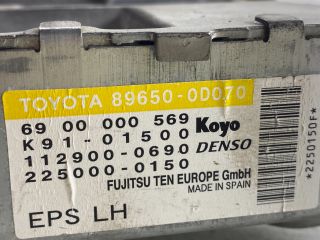 TOYOTA 89650-0D070
69 00 000 569 Koyo
K91-01500
112900-0690 DENSO
225000-0150
FUJITSU TEN EUROPE GmbH
MADE IN SPAIN
EPS LH
*2250150F*